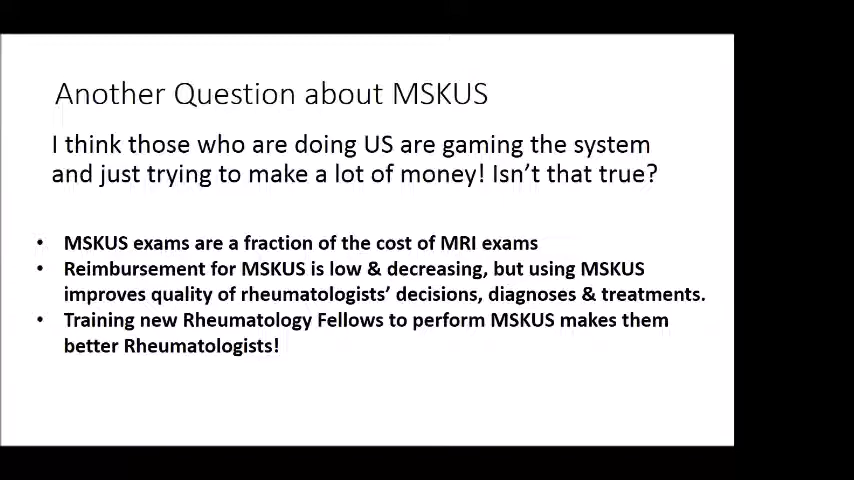 Another Question about MSKUS
I think those who are doing US are gaming the system
and just trying to make a lot of money! Isn't that true?
• MSKUS exams are a fraction of the cost of MRI exams
• Reimbursement for MSKUS is low & decreasing, but using MSKUS
improves quality of rheumatologists' decisions, diagnoses & treatments.
• Training new Rheumatology Fellows to perform MSKUS makes them
better Rheumatologists!